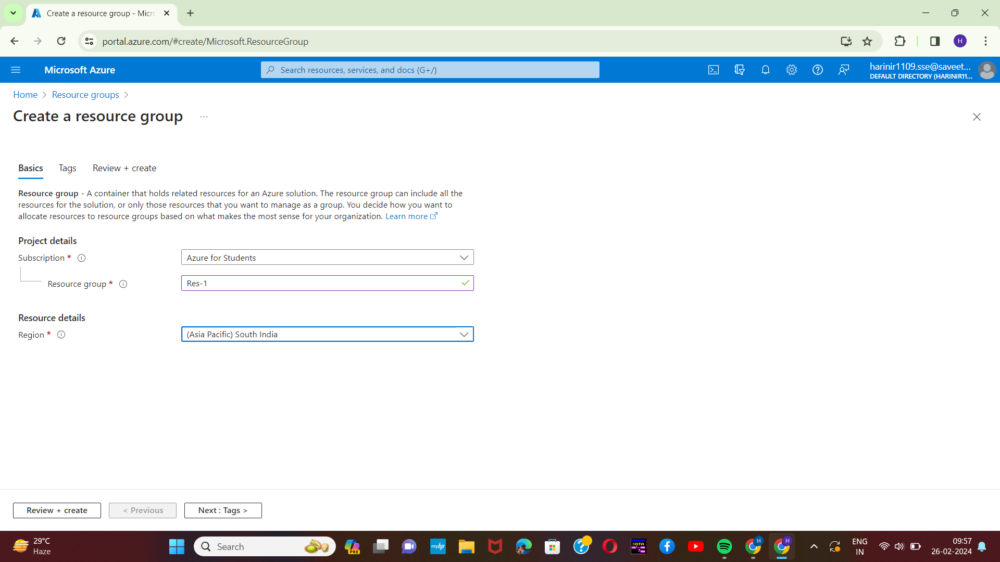 Create a resource group - Micro
portal.azure.com/#create/Microsoft.ResourceGroup
H
Microsoft Azure
Search resources, services, and docs (G+/)
harinir1109.sse@saveet...
DEFAULT DIRECTORY (HARINIR11...
Home > Resource groups >
Create a resource group ...
Basics Tags Review + create
Resource group - A container that holds related resources for an Azure solution. The resource group can include all the
resources for the solution, or only those resources that you want to manage as a group. You decide how you want to
allocate resources to resource groups based on what makes the most sense for your organization. Learn more
Project details
Subscription * Azure for Students
Resource group * Res-1
Resource details
Region * (Asia Pacific) South India
Review + create < Previous Next : Tags >
29°C
Haze
Search
PRE
myhp
DATA
H
H
ENG
IN
09:57
26-02-2024